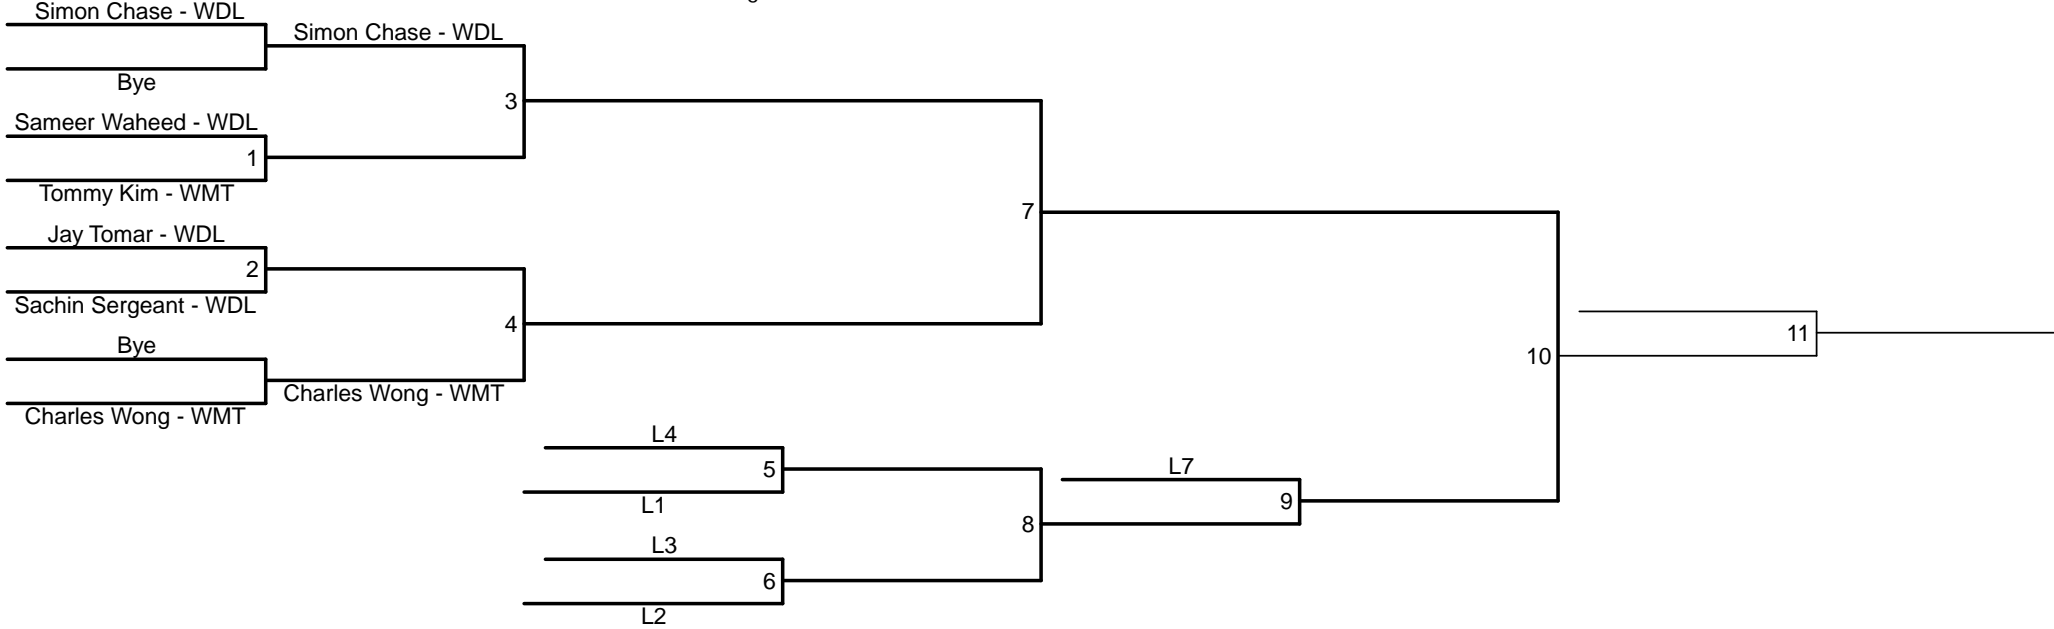 Simon Chase - WDL
Simon Chase - WDL
Bye
3
Sameer Waheed - WDL
1
Tommy Kim - WMT
7
Jay Tomar - WDL
2
Sachin Sergeant - WDL
4
11
Bye
10
Charles Wong - WMT
Charles Wong - WMT
L4
5
L7
L1
9
8
L3
6
L2